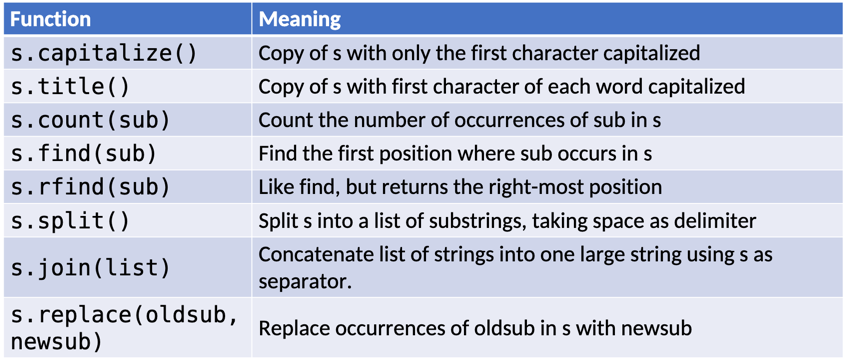 Function Meaning
s.capitalize() Copy of s with only the first character capitalized
s.title() Copy of s with first character of each word capitalized
s.count(sub) Count the number of occurrences of sub in s
s.find(sub) Find the first position where sub occurs in s
s.rfind(sub) Like find, but returns the right-most position
s.split() Split s into a list of substrings, taking space as delimiter
s.join(list) Concatenate list of strings into one large string using s as
separator.
s.replace(oldsub,
newsub) Replace occurrences of oldsub in s with newsub